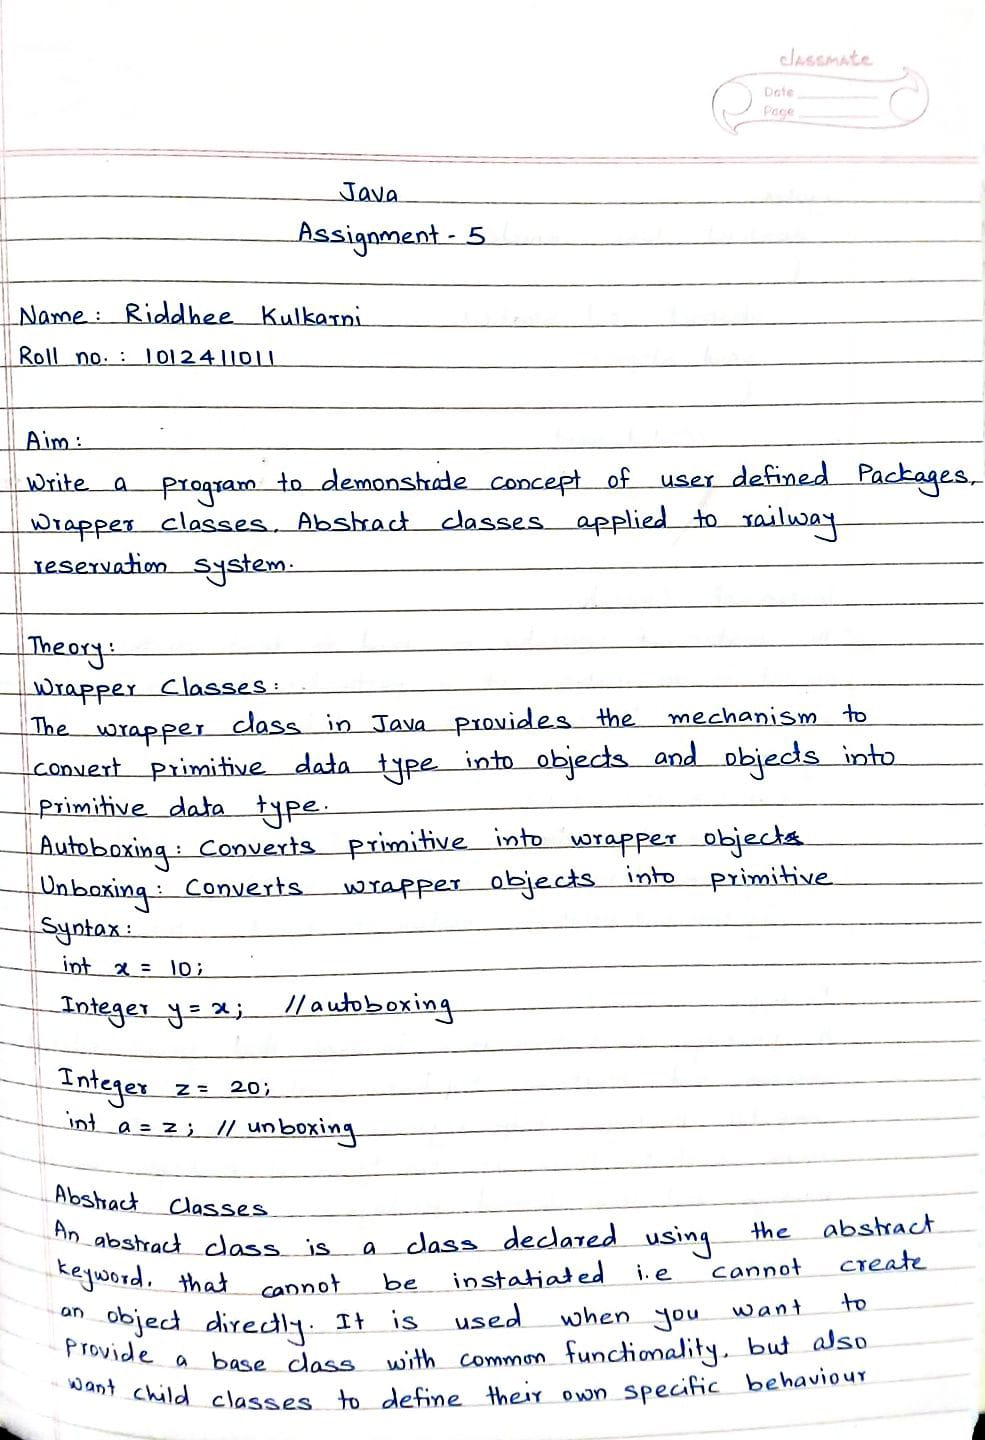 classmate
Date
Page
Java
Assignment - 5
Name : Riddhee Kulkarni
Roll no. : 1012411011
Aim :
Write a program to demonstrate concept of user defined Packages,
Wrapper classes, Abstract classes applied to railway
reservation system.
Theory :
Wrapper Classes :
The wrapper class in Java provides the mechanism to
convert primitive data type into objects and objects into
primitive data type.
Autoboxing : Converts primitive into wrapper objects
Unboxing : Converts wrapper objects into primitive
Syntax :
int x = 10;
Integer y = x; //autoboxing
Integer z = 20;
int a = z; // unboxing
Abstract Classes
An abstract class is a class declared using the abstract
keyword, that cannot be instatiated i.e cannot create
an object directly. It is used when you want to
provide a base class with common functionality, but also
want child classes to define their own specific behaviour